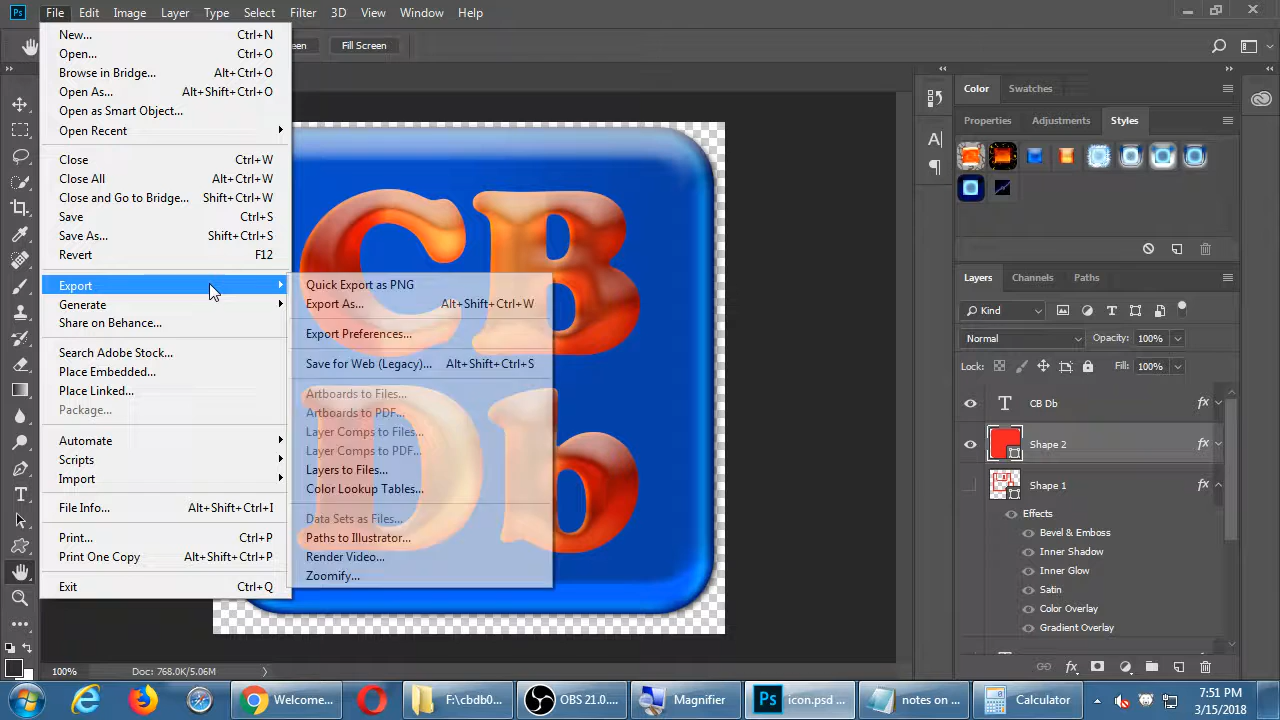 Ps File Edit Image Layer Type Select Filter 3D View Window Help
een Fill Screen
New... Ctrl+N
Open... Ctrl+O
Browse in Bridge... Alt+Ctrl+O
Open As... Alt+Shift+Ctrl+O
Open as Smart Object...
Open Recent
Close Ctrl+W
Close All Alt+Ctrl+W
Close and Go to Bridge... Shift+Ctrl+W
Save Ctrl+S
Save As... Shift+Ctrl+S
Revert F12
Export
Generate
Share on Behance...
Search Adobe Stock...
Place Embedded...
Place Linked...
Package...
Automate
Scripts
Import
File Info... Alt+Shift+Ctrl+I
Print... Ctrl+P
Print One Copy Alt+Shift+Ctrl+P
Exit Ctrl+Q
Quick Export as PNG
Export As... Alt+Shift+Ctrl+W
Export Preferences...
Save for Web (Legacy)... Alt+Shift+Ctrl+S
Artboards to Files...
Artboards to PDF...
Layer Comps to Files...
Layer Comps to PDF...
Layers to Files...
Color Lookup Tables...
Data Sets as Files...
Paths to Illustrator...
Render Video...
Zoomify...
CB
Db
Color Swatches
Properties Adjustments Styles
Layers Channels Paths
Kind
Normal Opacity: 100%
Lock: Fill: 100%
CB Db fx
Shape 2 fx
Shape 1 fx
Effects
Bevel & Emboss
Inner Shadow
Inner Glow
Satin
Color Overlay
Gradient Overlay
100% Doc: 768.0K/5.06M
Welcome... F:\cbdb0... OBS 21.0.... Magnifier Ps icon.psd ... notes on ... Calculator
7:51 PM
3/15/2018